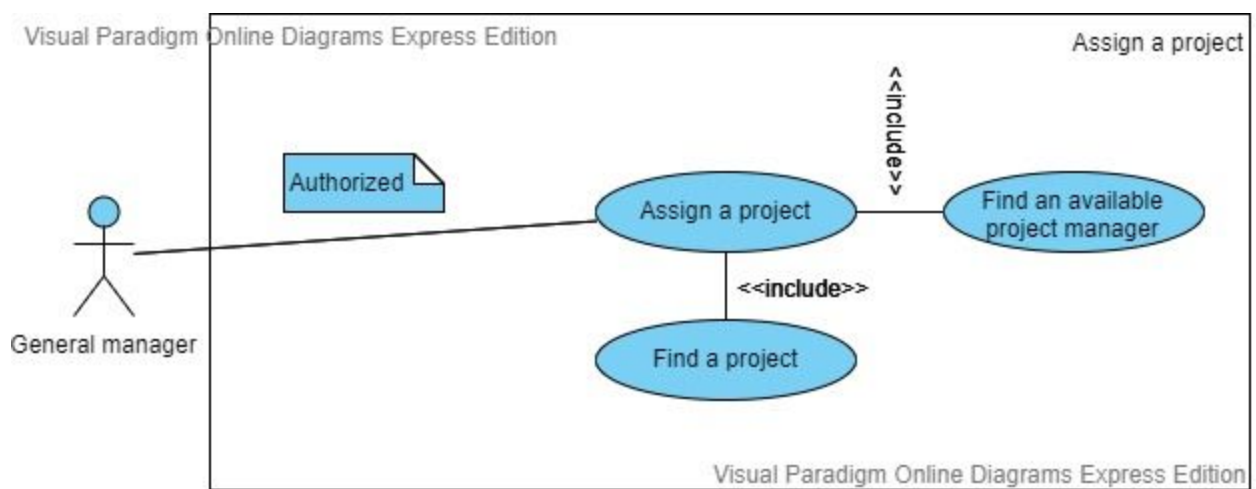 Visual Paradigm Online Diagrams Express Edition
Assign a project
<<include>>
Authorized
Assign a project
Find an available
project manager
<<include>>
General manager
Find a project
Visual Paradigm Online Diagrams Express Edition